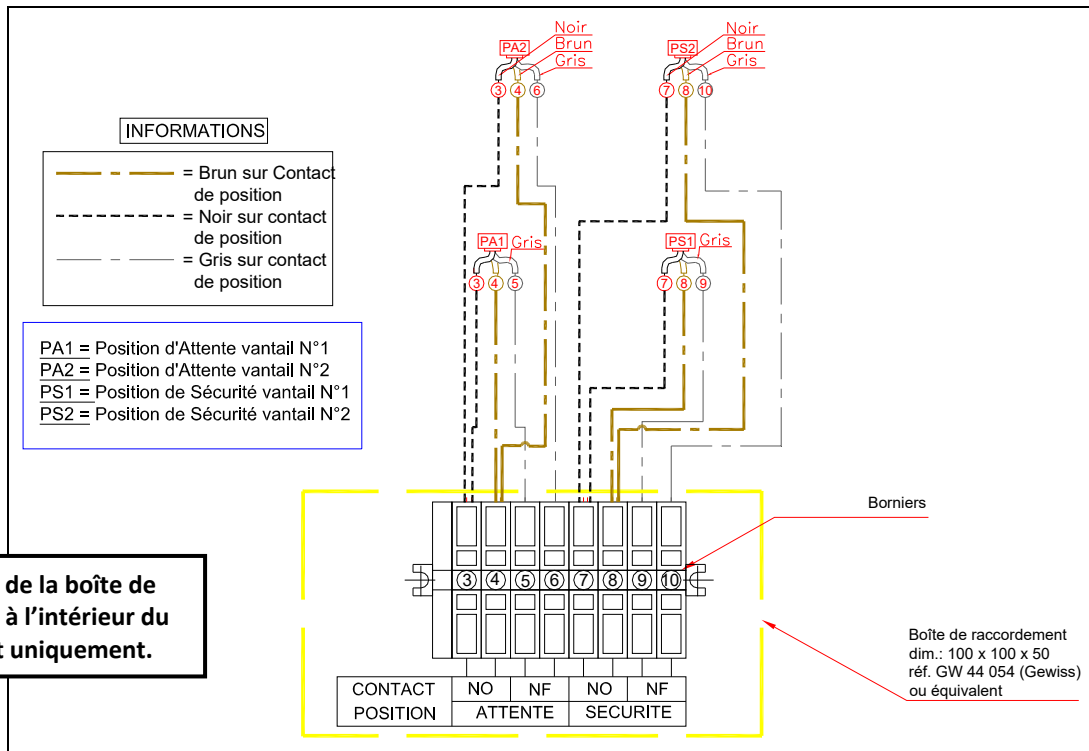 Noir
Brun
Gris
PA2
3 4 6
Noir
Brun
Gris
PS2
7 8 10
INFORMATIONS
= Brun sur Contact
de position
= Noir sur contact
de position
= Gris sur contact
de position
PA1 Gris
3 4 5
PS1 Gris
7 8 9
PA1 = Position d'Attente vantail N°1
PA2 = Position d'Attente vantail N°2
PS1 = Position de Sécurité vantail N°1
PS2 = Position de Sécurité vantail N°2
Borniers
de la boîte de
à l’intérieur du
t uniquement.
3 4 5 6 7 8 9 10
Boîte de raccordement
dim.: 100 x 100 x 50
réf. GW 44 054 (Gewiss)
ou équivalent
CONTACT NO NF NO NF
POSITION ATTENTE SECURITE